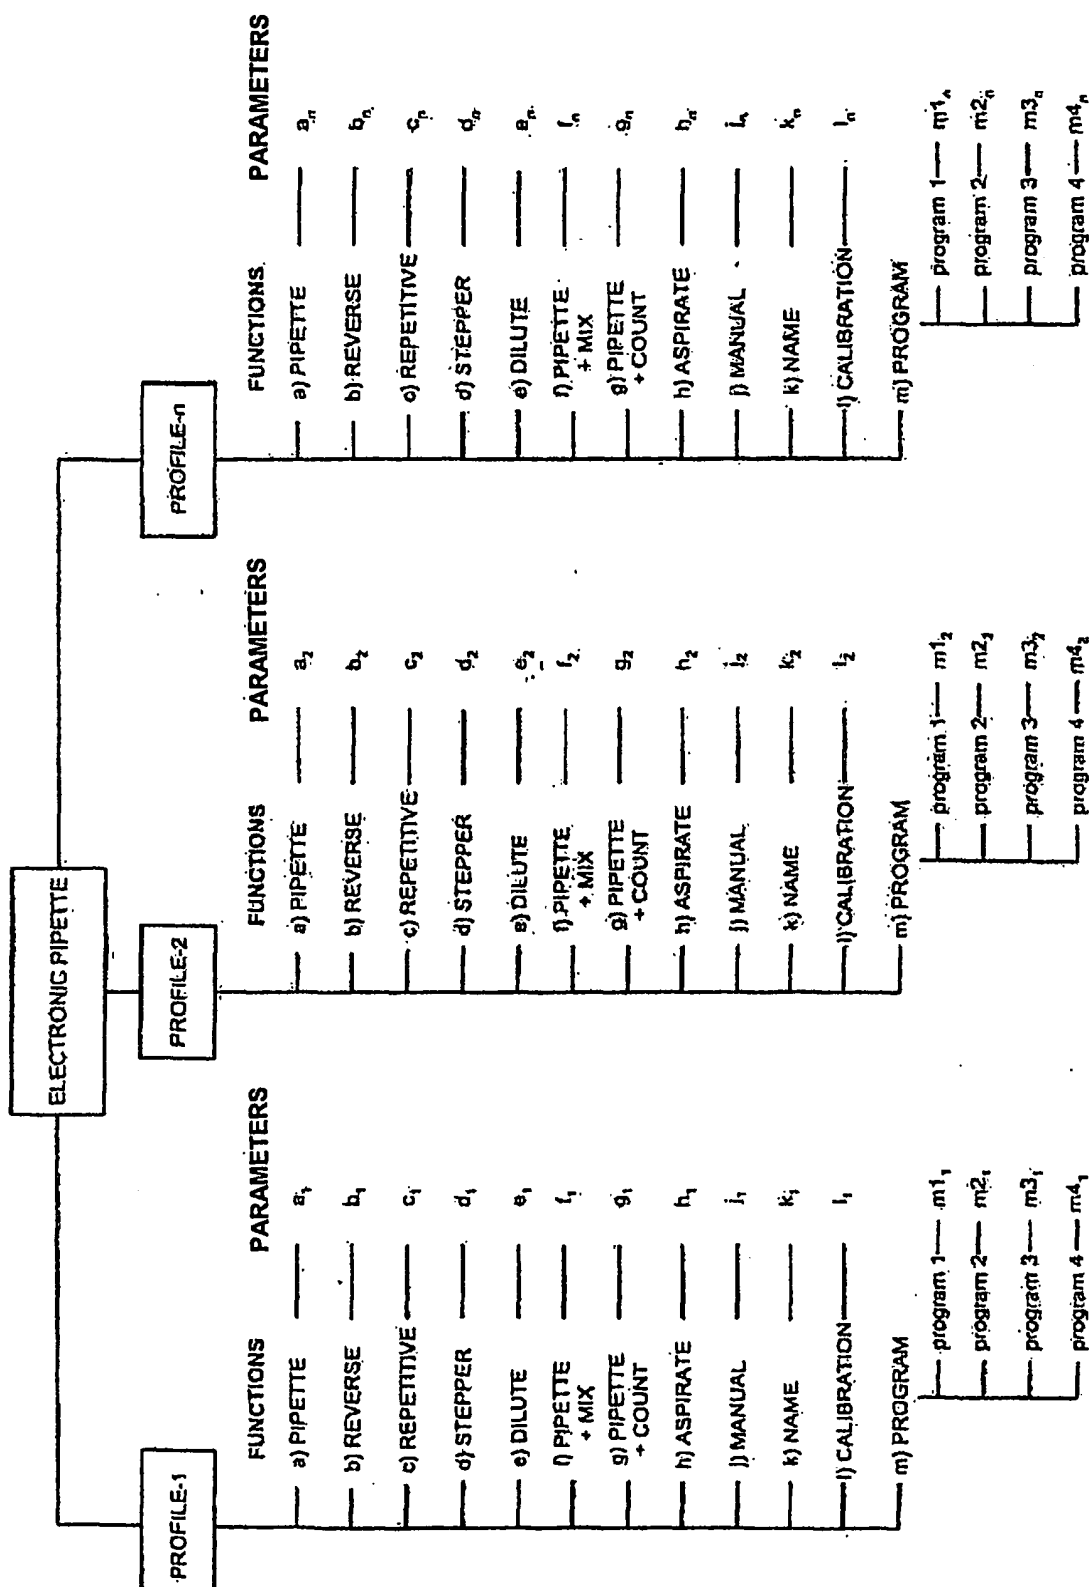 ELECTRONIC PIPETTE
PROFILE-1
FUNCTIONS PARAMETERS
a) PIPETTE a₁
b) REVERSE b₁
c) REPETITIVE c₁
d) STEPPER d₁
e) DILUTE e₁
f) PIPETTE f₁
+ MIX
g) PIPETTE g₁
+ COUNT
h) ASPIRATE h₁
j) MANUAL j₁
k) NAME k₁
l) CALIBRATION l₁
m) PROGRAM
program 1 m1₁
program 2 m2₁
program 3 m3₁
program 4 m4₁
PROFILE-2
FUNCTIONS PARAMETERS
a) PIPETTE a₂
b) REVERSE b₂
c) REPETITIVE c₂
d) STEPPER d₂
e) DILUTE e₂
f) PIPETTE f₂
+ MIX
g) PIPETTE g₂
+ COUNT
h) ASPIRATE h₂
j) MANUAL j₂
k) NAME k₂
l) CALIBRATION l₂
m) PROGRAM
program 1 m1₂
program 2 m2₂
program 3 m3₂
program 4 m4₂
PROFILE-n
FUNCTIONS PARAMETERS
a) PIPETTE aₙ
b) REVERSE bₙ
c) REPETITIVE cₙ
d) STEPPER dₙ
e) DILUTE eₙ
f) PIPETTE fₙ
+ MIX
g) PIPETTE gₙ
+ COUNT
h) ASPIRATE hₙ
j) MANUAL jₙ
k) NAME kₙ
l) CALIBRATION lₙ
m) PROGRAM
program 1 m1ₙ
program 2 m2ₙ
program 3 m3ₙ
program 4 m4ₙ